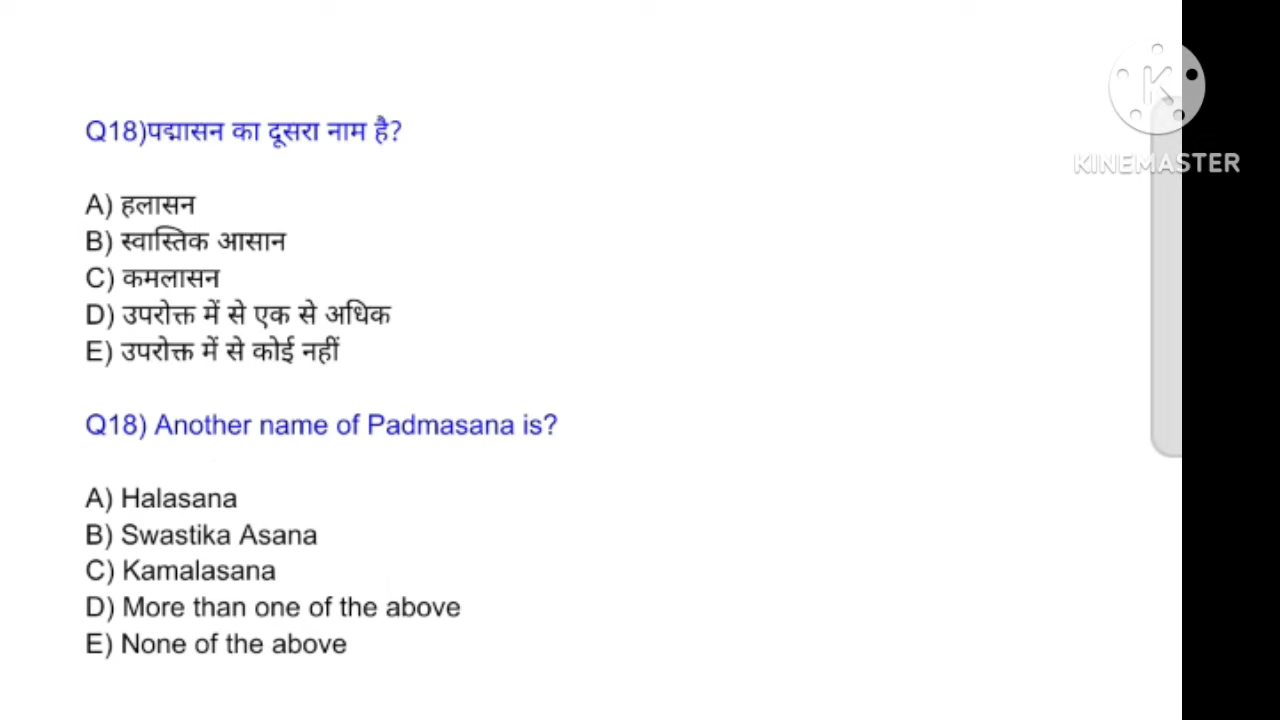 Q18)पद्मासन का दूसरा नाम है?
A) हलासन
B) स्वास्तिक आसान
C) कमलासन
D) उपरोक्त में से एक से अधिक
E) उपरोक्त में से कोई नहीं
Q18) Another name of Padmasana is?
A) Halasana
B) Swastika Asana
C) Kamalasana
D) More than one of the above
E) None of the above
K
KINEMASTER